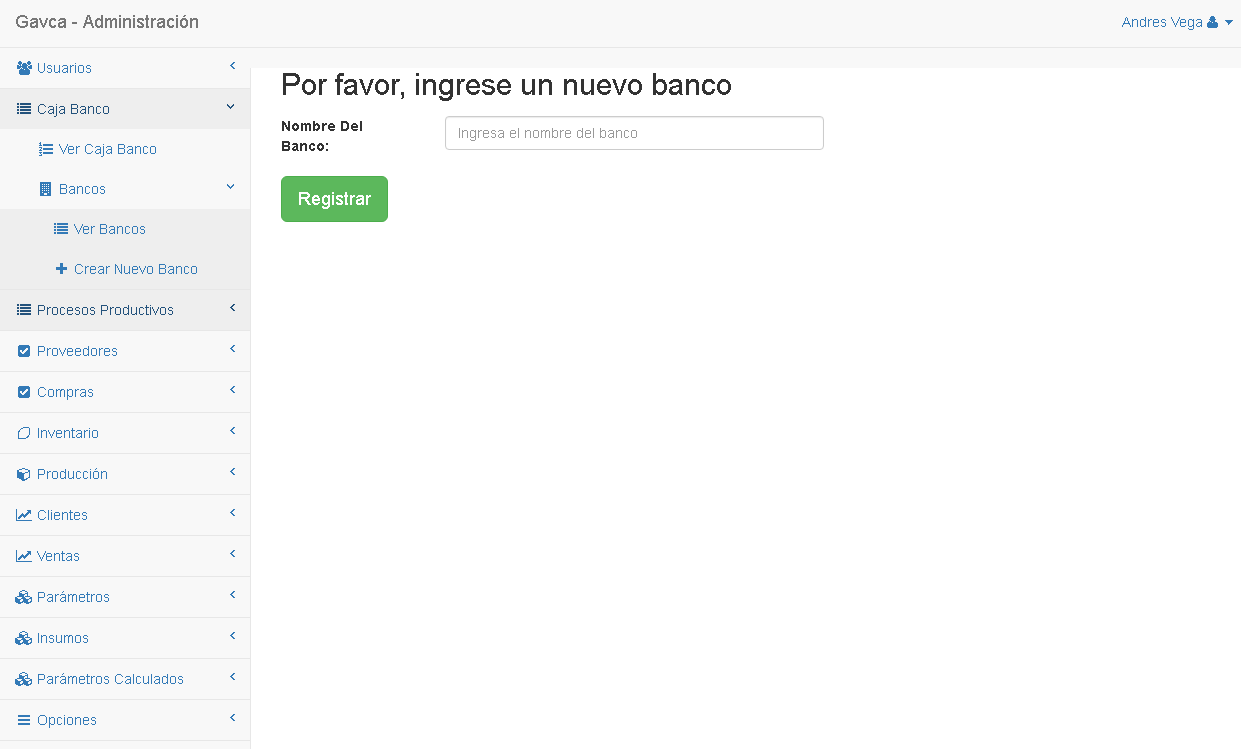 Gavca - Administración
Andres Vega
Usuarios
Caja Banco
Ver Caja Banco
Bancos
Ver Bancos
Crear Nuevo Banco
Procesos Productivos
Proveedores
Compras
Inventario
Producción
Clientes
Ventas
Parámetros
Insumos
Parámetros Calculados
Opciones
Por favor, ingrese un nuevo banco
Nombre Del
Banco:
Ingresa el nombre del banco
Registrar